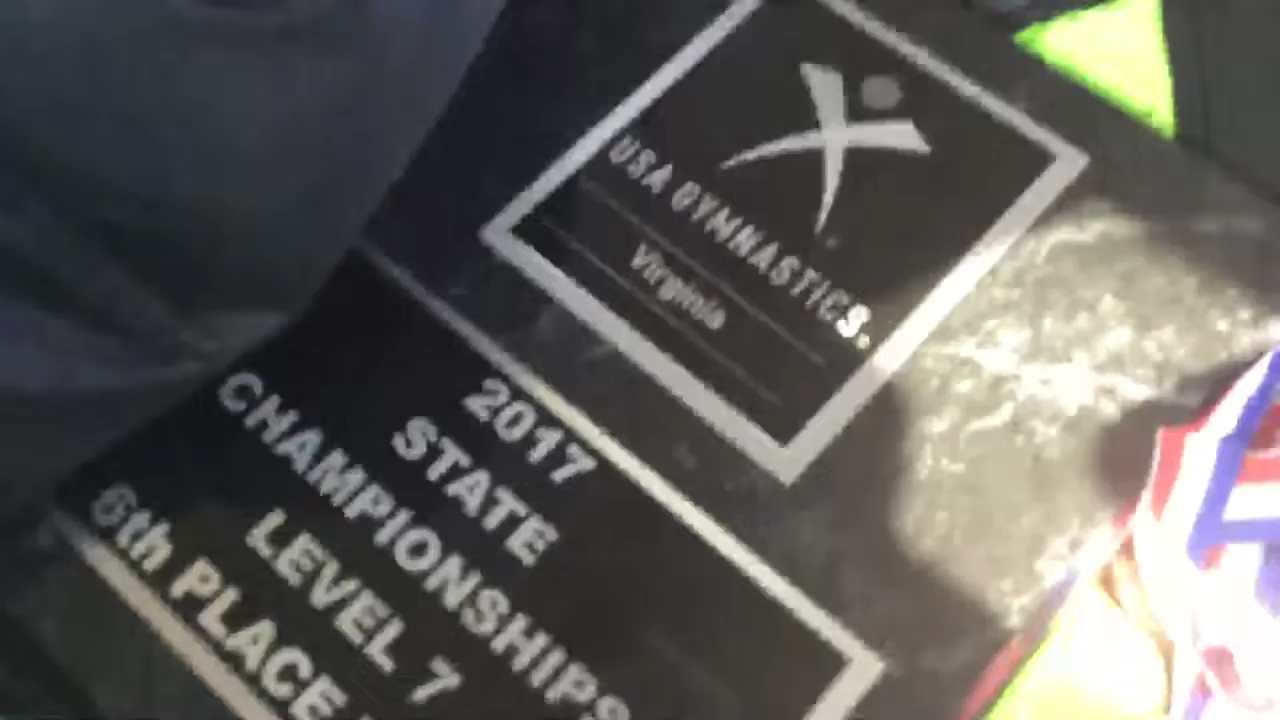 USA GYMNASTICS.
Virginia
2017
STATE
CHAMPIONSHIPS
LEVEL 7
6th PLACE